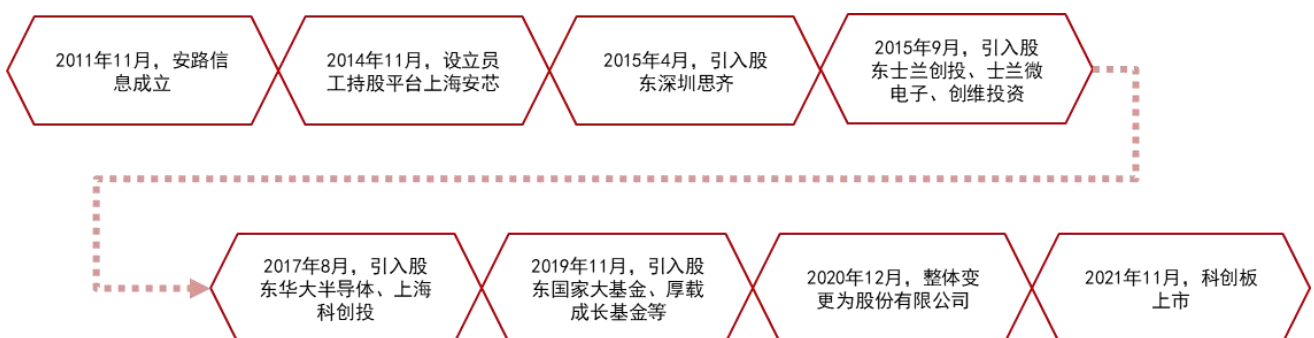 2011年11月，安路信
息成立
2014年11月，设立员
工持股平台上海安芯
2015年4月，引入股
东深圳思齐
2015年9月，引入股
东士兰创投、士兰微
电子、创维投资
2017年8月，引入股
东华大半导体、上海
科创投
2019年11月，引入股
东国家大基金、厚载
成长基金等
2020年12月，整体变
更为股份有限公司
2021年11月，科创板
上市